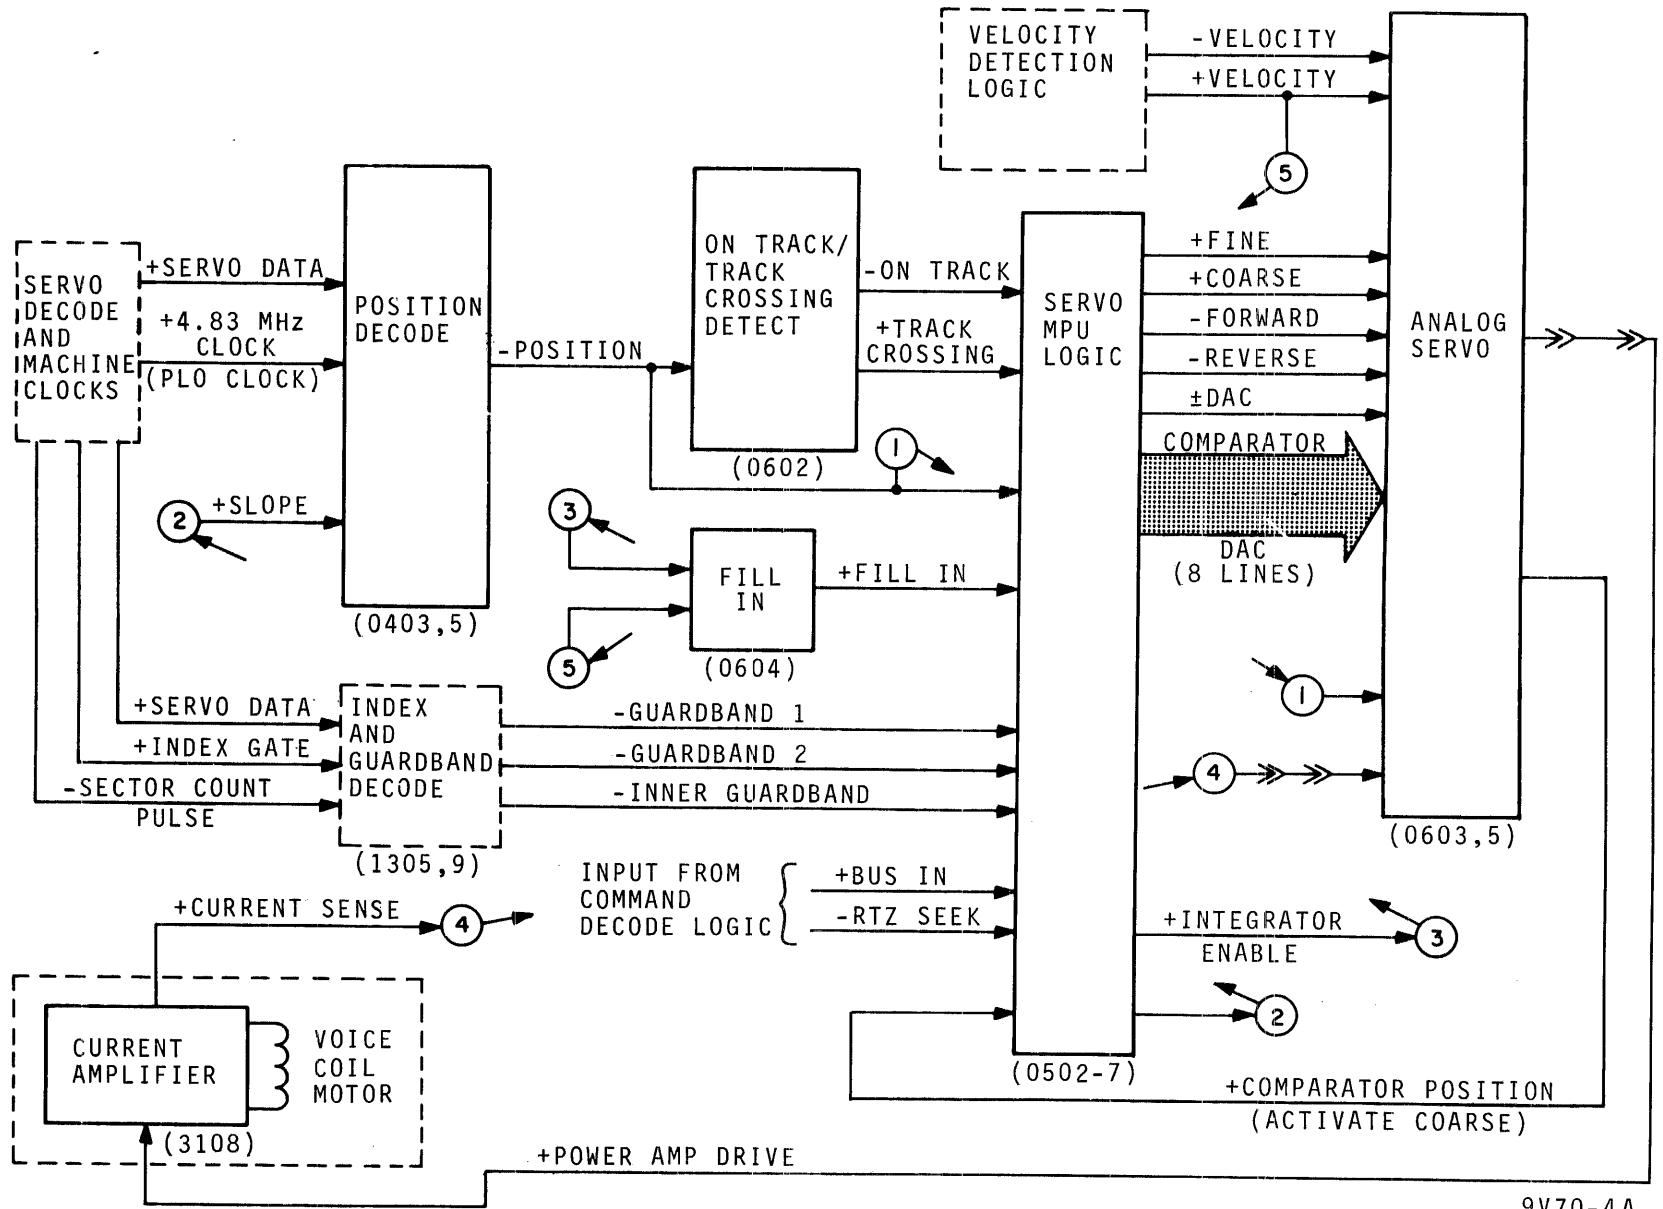 VELOCITY
DETECTION
LOGIC
-VELOCITY
+VELOCITY
5
SERVO
DECODE
AND
MACHINE
CLOCKS
+SERVO DATA
+4.83 MHz
CLOCK
(PLO CLOCK)
2
+SLOPE
POSITION
DECODE
(0403,5)
-POSITION
ON TRACK/
TRACK
CROSSING
DETECT
(0602)
-ON TRACK
+TRACK
CROSSING
1
3
5
FILL
IN
(0604)
+FILL IN
SERVO
MPU
LOGIC
(0502-7)
+FINE
+COARSE
-FORWARD
-REVERSE
±DAC
COMPARATOR
DAC
(8 LINES)
ANALOG
SERVO
(0603,5)
1
4
+SERVO DATA
+INDEX GATE
-SECTOR COUNT
PULSE
INDEX
AND
GUARDBAND
DECODE
(1305,9)
-GUARDBAND 1
-GUARDBAND 2
-INNER GUARDBAND
INPUT FROM
COMMAND
DECODE LOGIC
+BUS IN
-RTZ SEEK
+INTEGRATOR
ENABLE
3
2
+CURRENT SENSE
4
CURRENT
AMPLIFIER
VOICE
COIL
MOTOR
(3108)
+COMPARATOR POSITION
(ACTIVATE COARSE)
+POWER AMP DRIVE
9V70-4A